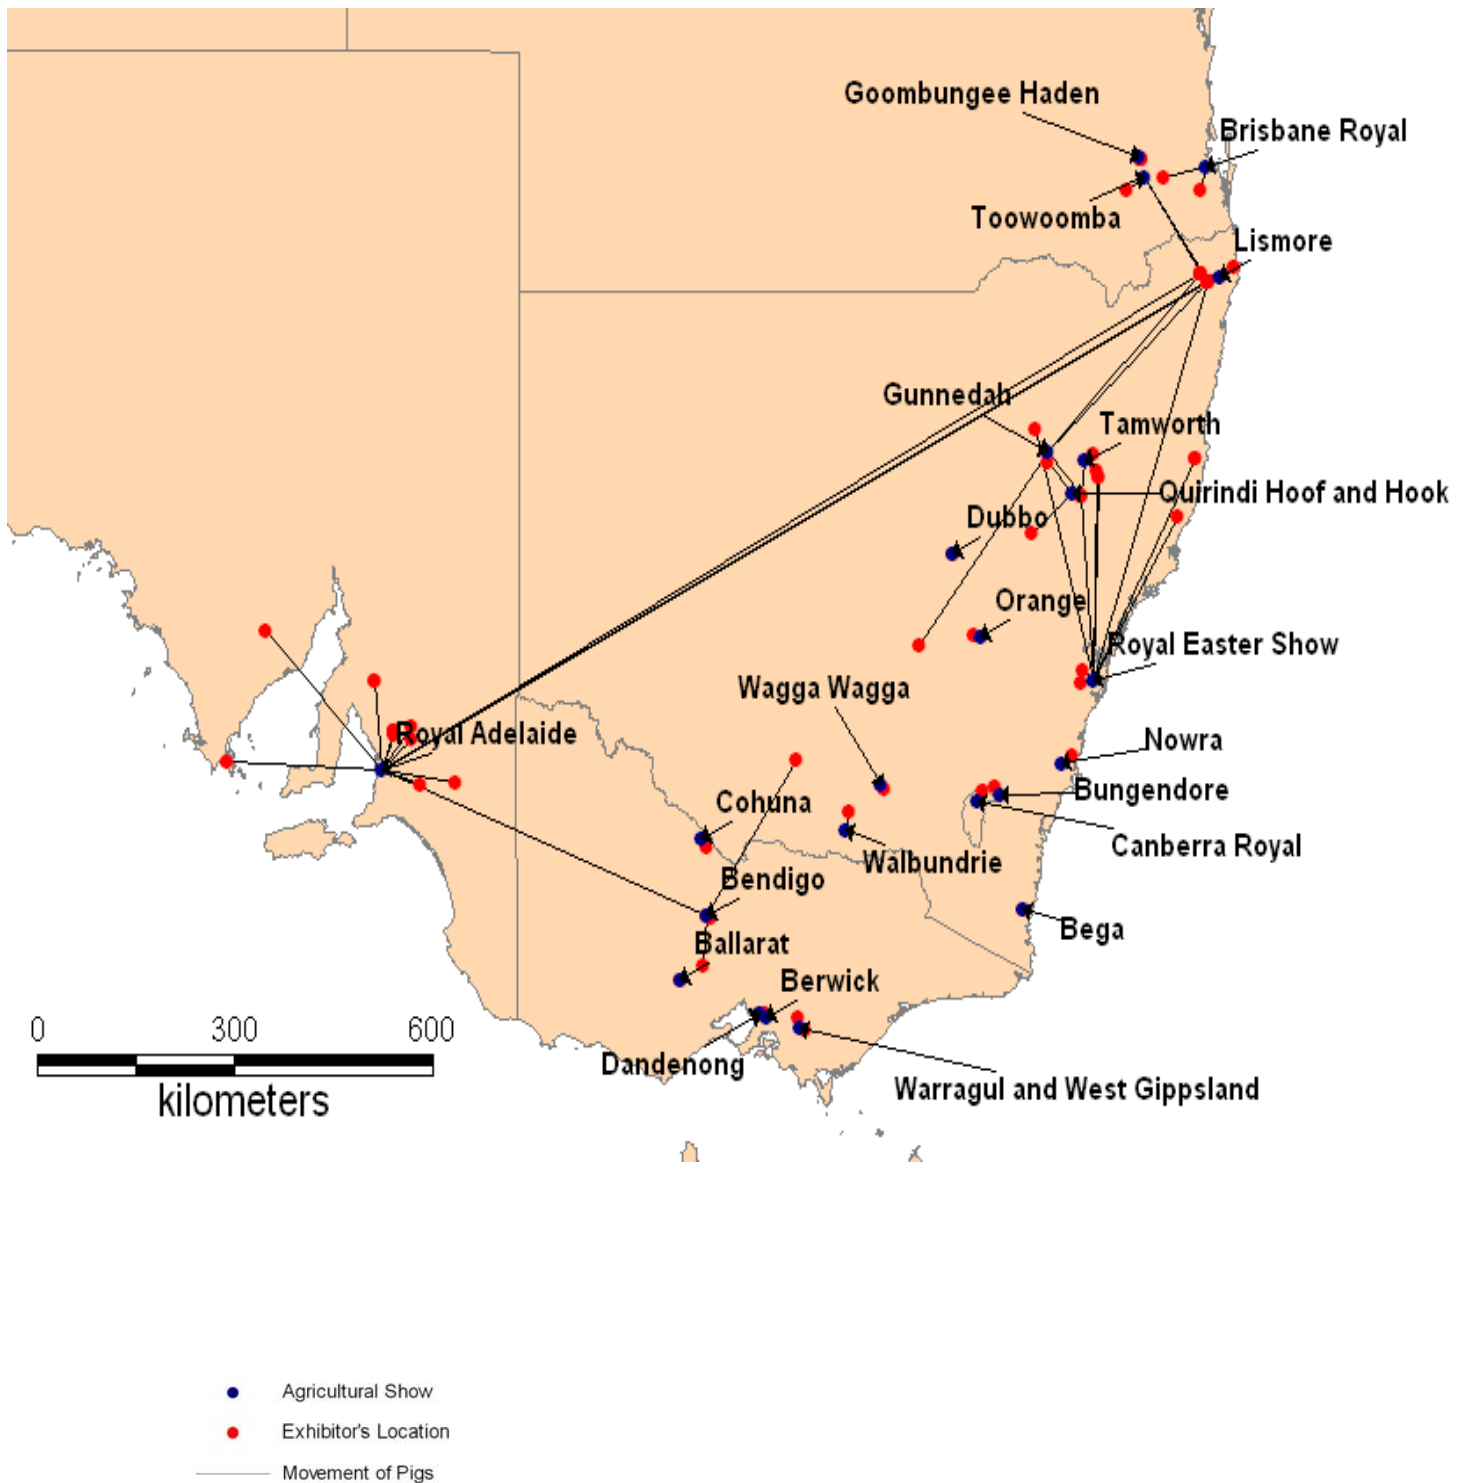 Goombungee Haden
Brisbane Royal
Toowoomba
Lismore
Gunnedah
Tamworth
Quirindi Hoof and Hook
Dubbo
Orange
Royal Easter Show
Wagga Wagga
Royal Adelaide
Nowra
Bungendore
Cohuna
Canberra Royal
Walbundrie
Bendigo
Bega
Ballarat
Berwick
0 300 600
Dandenong
Warragul and West Gippsland
kilometers
Agricultural Show
Exhibitor's Location
Movement of Pigs